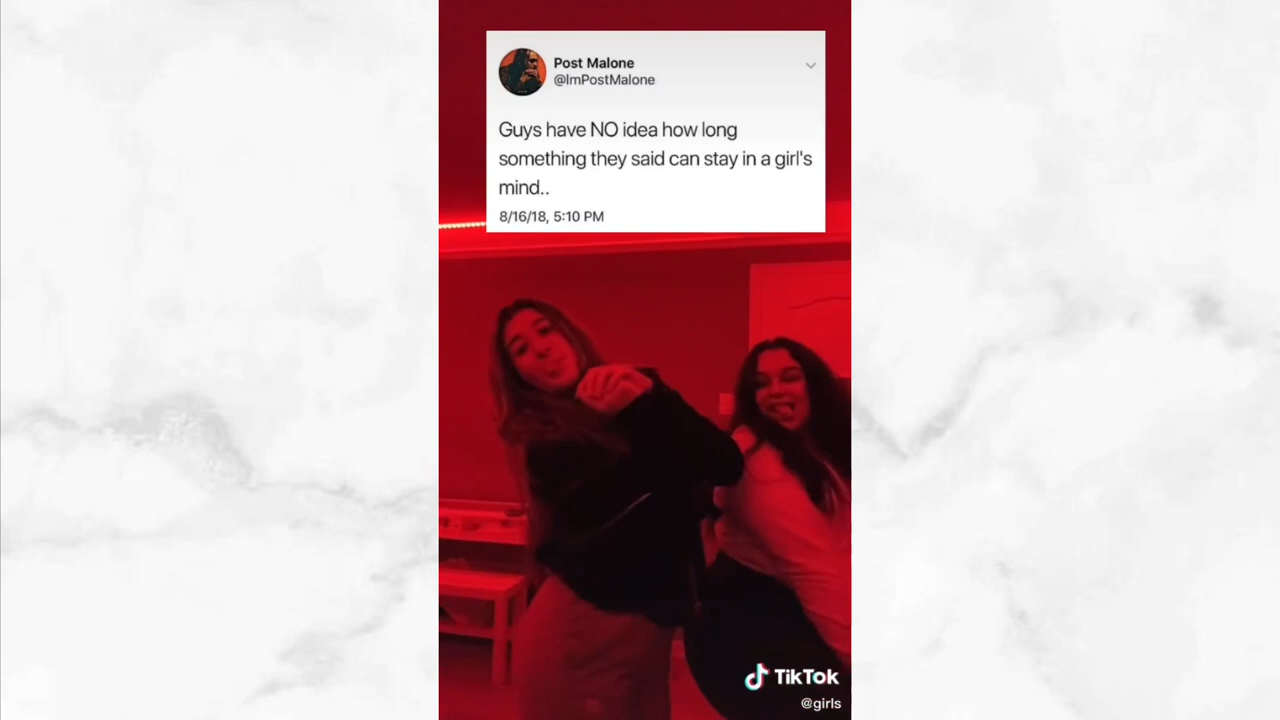 Post Malone
@ImPostMalone
Guys have NO idea how long
something they said can stay in a girl's
mind..
8/16/18, 5:10 PM
TikTok
@girls